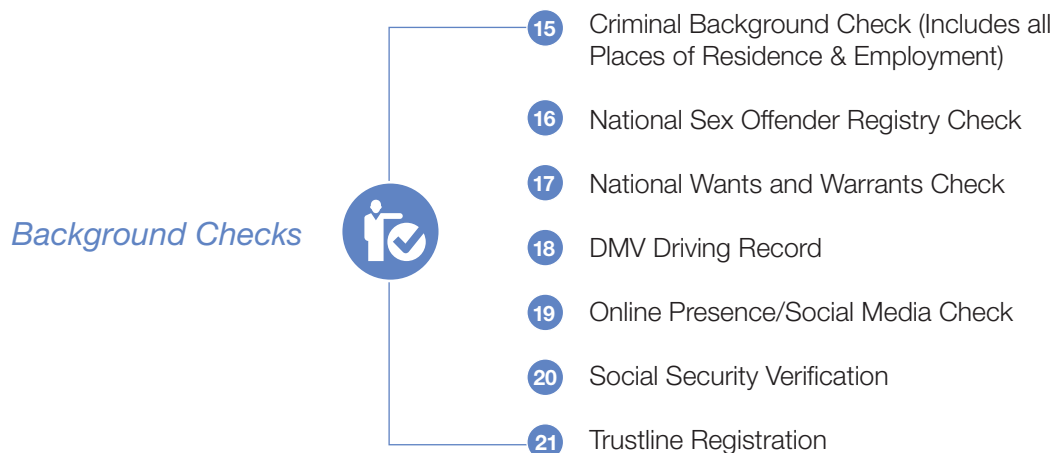 15 Criminal Background Check (Includes all
Places of Residence & Employment)
16 National Sex Offender Registry Check
17 National Wants and Warrants Check
Background Checks
18 DMV Driving Record
19 Online Presence/Social Media Check
20 Social Security Verification
21 Trustline Registration